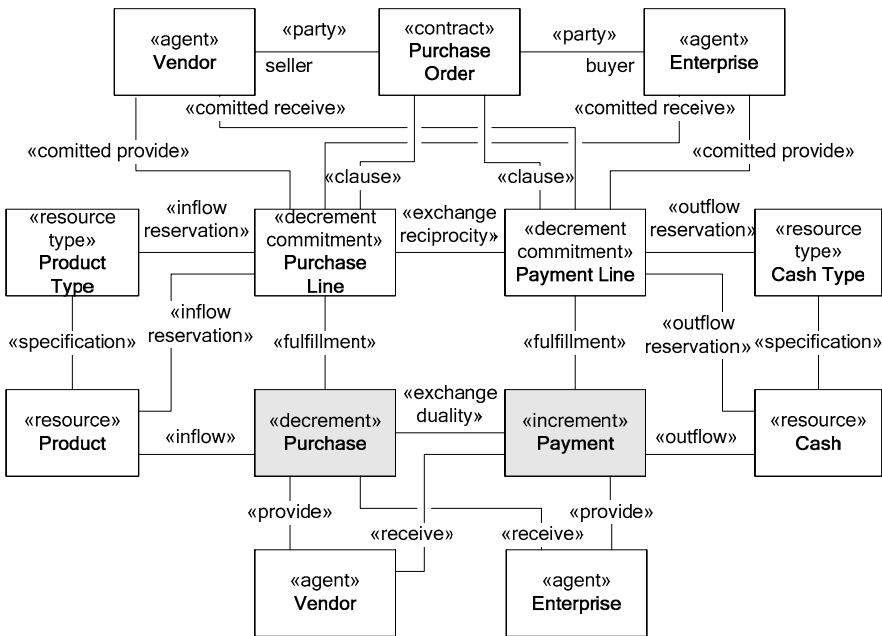 «agent»
Vendor
«party»
seller
«contract»
Purchase
Order
«party»
buyer
«agent»
Enterprise
«comitted receive»
«comitted receive»
«comitted provide»
«comitted provide»
«clause»
«clause»
«resource
type»
Product
Type
«inflow
reservation»
«decrement
commitment»
Purchase
Line
«exchange
reciprocity»
«decrement
commitment»
Payment Line
«outflow
reservation»
«resource
type»
Cash Type
«inflow
reservation»
«outflow
reservation»
«specification»
«fulfillment»
«fulfillment»
«specification»
«resource»
Product
«inflow»
«decrement»
Purchase
«exchange
duality»
«increment»
Payment
«outflow»
«resource»
Cash
«provide»
«receive»
«receive»
«provide»
«agent»
Vendor
«agent»
Enterprise